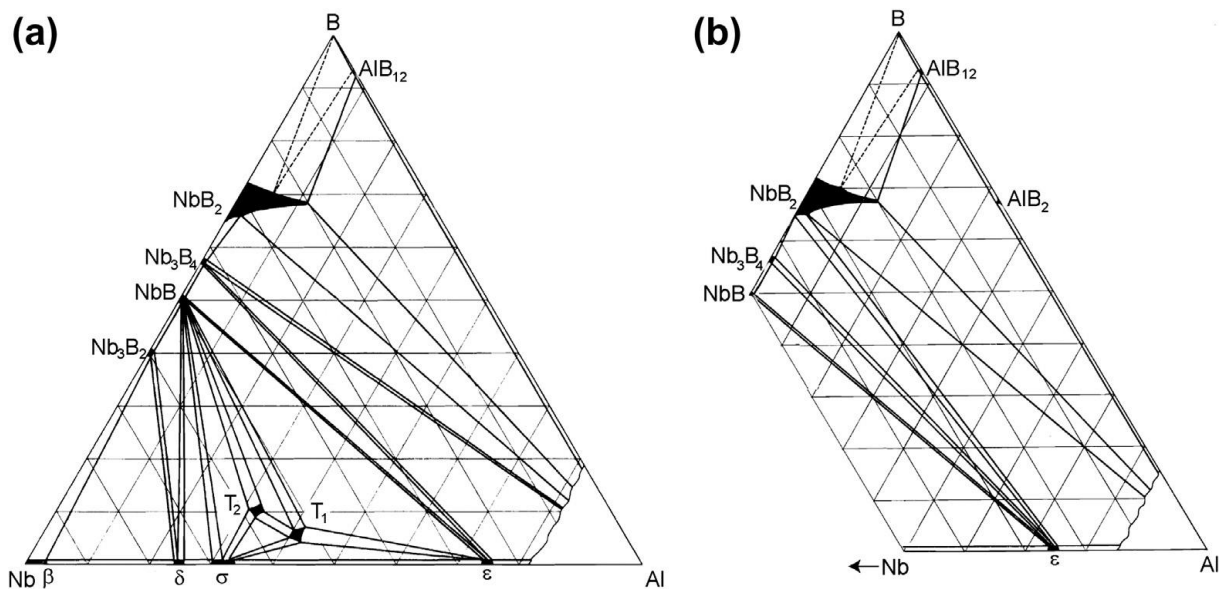 (a)
B
AlB₁₂
NbB₂
Nb₃B₄
NbB
Nb₃B₂
T₂
T₁
Nb β δ σ ε Al
(b)
B
AlB₁₂
NbB₂
AlB₂
Nb₃B₄
NbB
←Nb ε Al